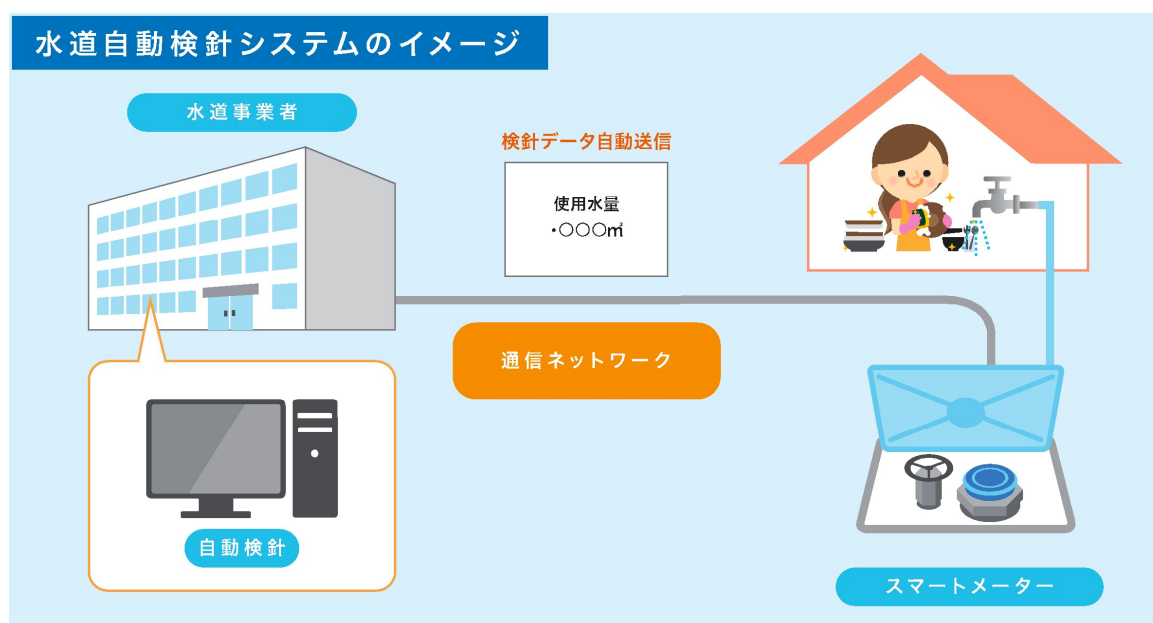 水道自動検針システムのイメージ
水道事業者
検針データ自動送信
使用水量
・○○○㎥
通信ネットワーク
自動検針
スマートメーター